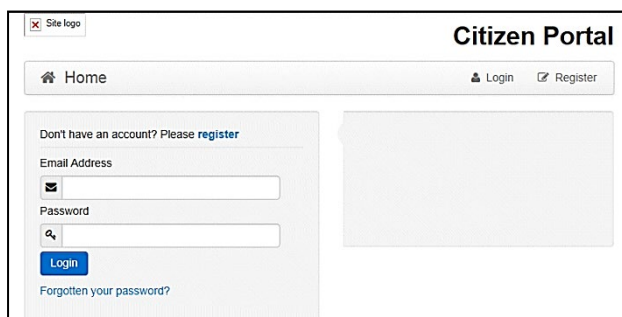 Site logo
Citizen Portal
Home
Login
Register
Don't have an account? Please register
Email Address
Password
Login
Forgotten your password?